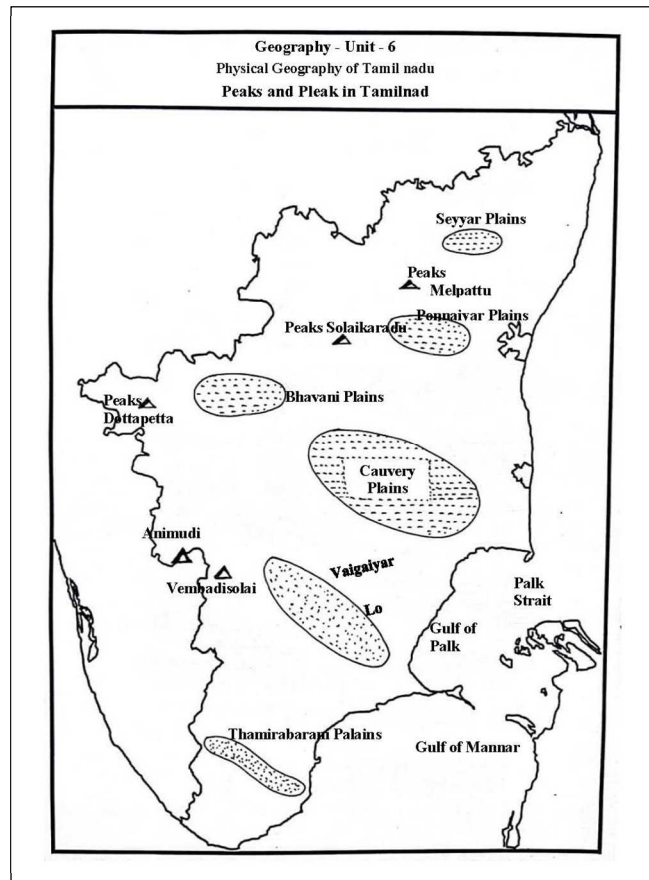 Geography - Unit - 6
Physical Geography of Tamil nadu
Peaks and Pleak in Tamilnad
Seyyar Plains
Peaks
Melpattu
Ponnaiyar Plains
Peaks Solaikaradu
Peaks
Dottapetta
Bhavani Plains
Cauvery
Plains
Animudi
Vembadisolai
Vaigaiyar
Lo
Palk
Strait
Gulf of
Palk
Thamirabaram Palains
Gulf of Mannar